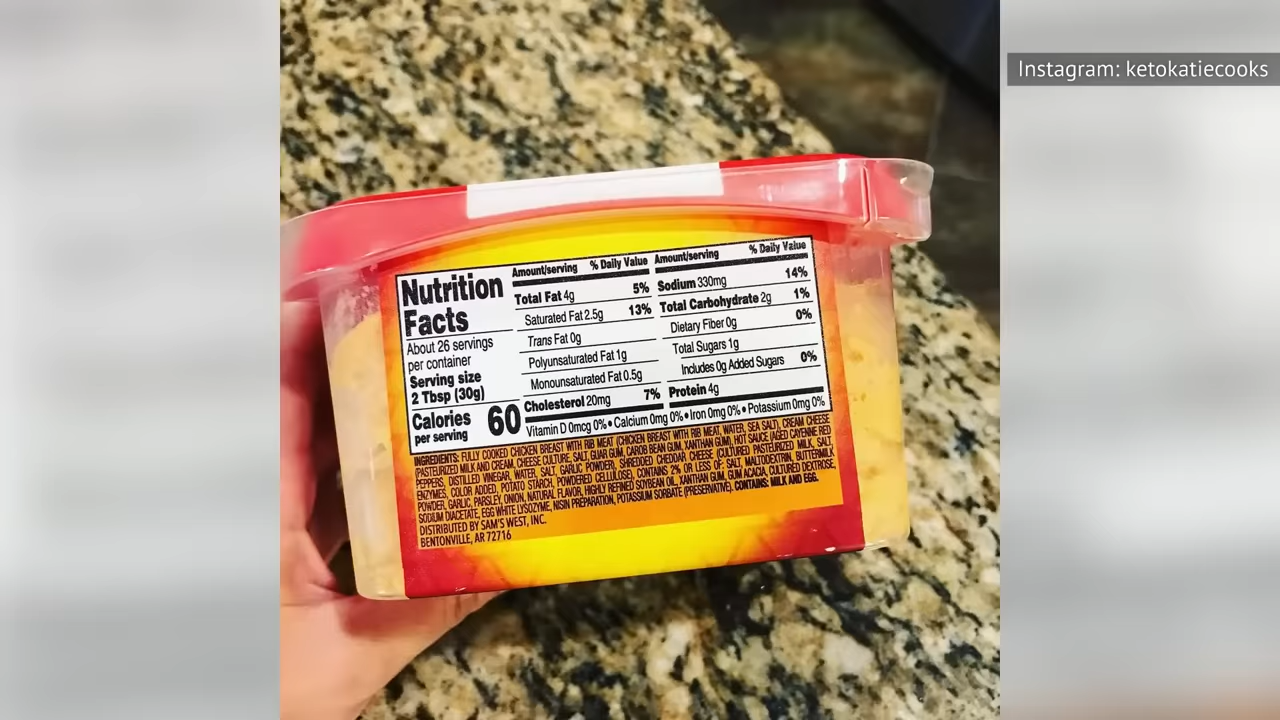 Instagram: ketokatiecooks
Nutrition
Facts
About 26 servings
per container
Serving size
2 Tbsp (30g)
Calories
per serving
60
Amount/serving % Daily Value
Total Fat 4g 5%
Saturated Fat 2.5g 13%
Trans Fat 0g
Polyunsaturated Fat 1g
Monounsaturated Fat 0.5g
Cholesterol 20mg 7%
Amount/serving % Daily Value
Sodium 330mg 14%
Total Carbohydrate 2g 1%
Dietary Fiber 0g 0%
Total Sugars 1g
Includes 0g Added Sugars 0%
Protein 4g
Vitamin D 0mcg 0% • Calcium 0mg 0% • Iron 0mg 0% • Potassium 0mg 0%
INGREDIENTS: FULLY COOKED CHICKEN BREAST WITH RIB MEAT (CHICKEN BREAST WITH RIB MEAT, WATER, SEA SALT), CREAM CHEESE
(PASTEURIZED MILK AND CREAM, CHEESE CULTURE, SALT, GUAR GUM, CAROB BEAN GUM, XANTHAN GUM), HOT SAUCE (AGED CAYENNE RED
PEPPERS, DISTILLED VINEGAR, WATER, SALT, GARLIC POWDER), SHREDDED CHEDDAR CHEESE (CULTURED PASTEURIZED MILK, SALT,
ENZYMES, COLOR ADDED, POTATO STARCH, POWDERED CELLULOSE), CONTAINS 2% OR LESS OF: SALT, MALTODEXTRIN, BUTTERMILK
POWDER, GARLIC, PARSLEY, ONION, NATURAL FLAVOR, HIGHLY REFINED SOYBEAN OIL, XANTHAN GUM, GUM ACACIA, CULTURED DEXTROSE,
SODIUM DIACETATE, EGG WHITE LYSOZYME, NISIN PREPARATION, POTASSIUM SORBATE (PRESERVATIVE). CONTAINS: MILK AND EGG.
DISTRIBUTED BY SAM'S WEST, INC.
BENTONVILLE, AR 72716